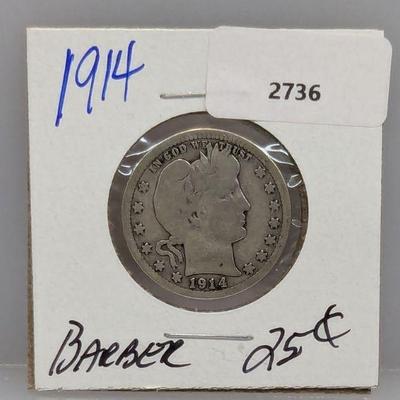 1914
2736
IN GOD WE TRUST
1914
BARBER 25¢